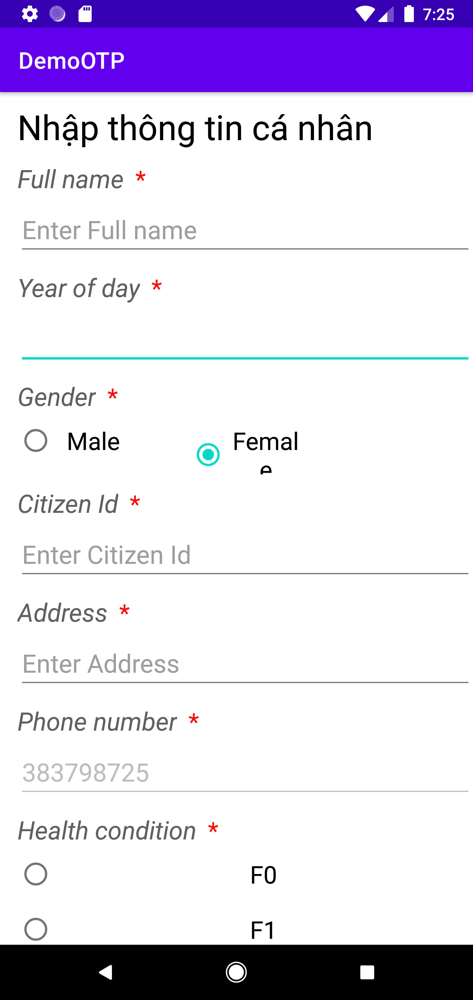 7:25
DemoOTP
Nhập thông tin cá nhân
Full name *
Enter Full name
Year of day *
Gender *
Male
Femal
e
Citizen Id *
Enter Citizen Id
Address *
Enter Address
Phone number *
383798725
Health condition *
F0
F1